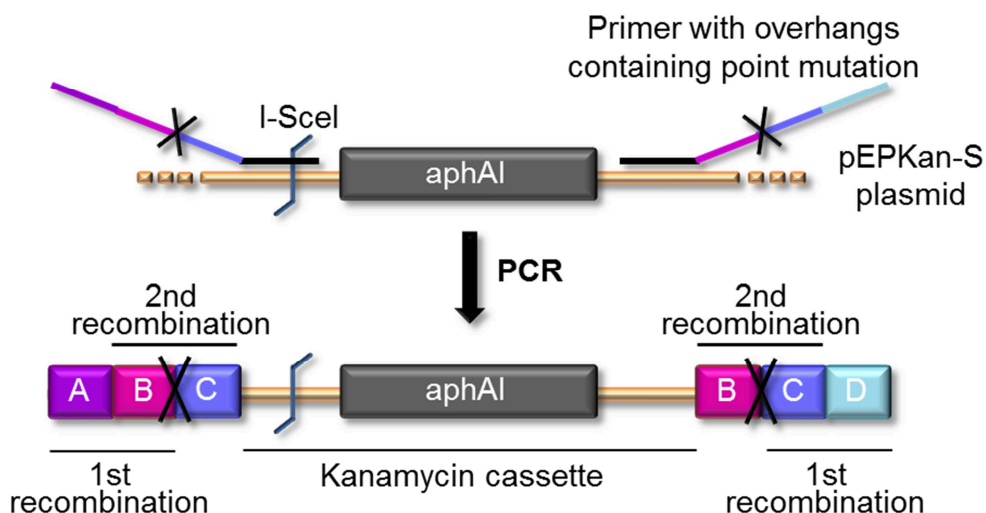 Primer with overhangs
containing point mutation
I-SceI
aphAI
pEPKan-S
plasmid
PCR
2nd
recombination
2nd
recombination
A
B
C
aphAI
B
C
D
1st
recombination
Kanamycin cassette
1st
recombination